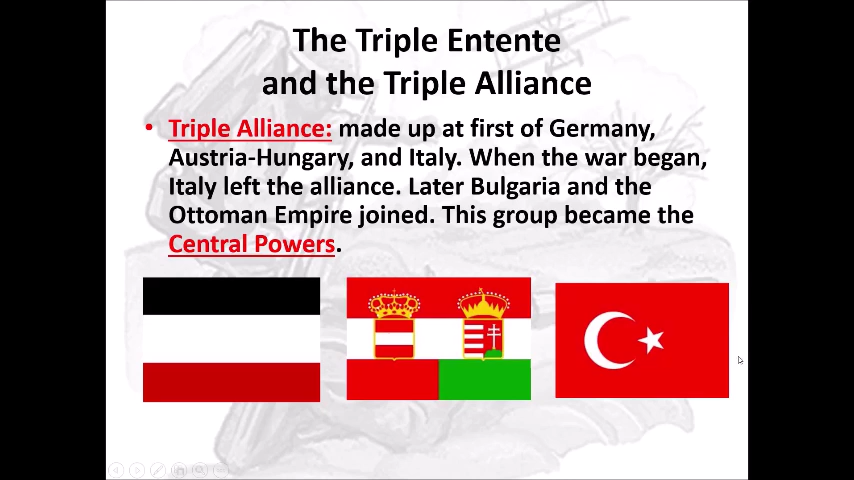 The Triple Entente
and the Triple Alliance
• Triple Alliance: made up at first of Germany,
Austria-Hungary, and Italy. When the war began,
Italy left the alliance. Later Bulgaria and the
Ottoman Empire joined. This group became the
Central Powers.